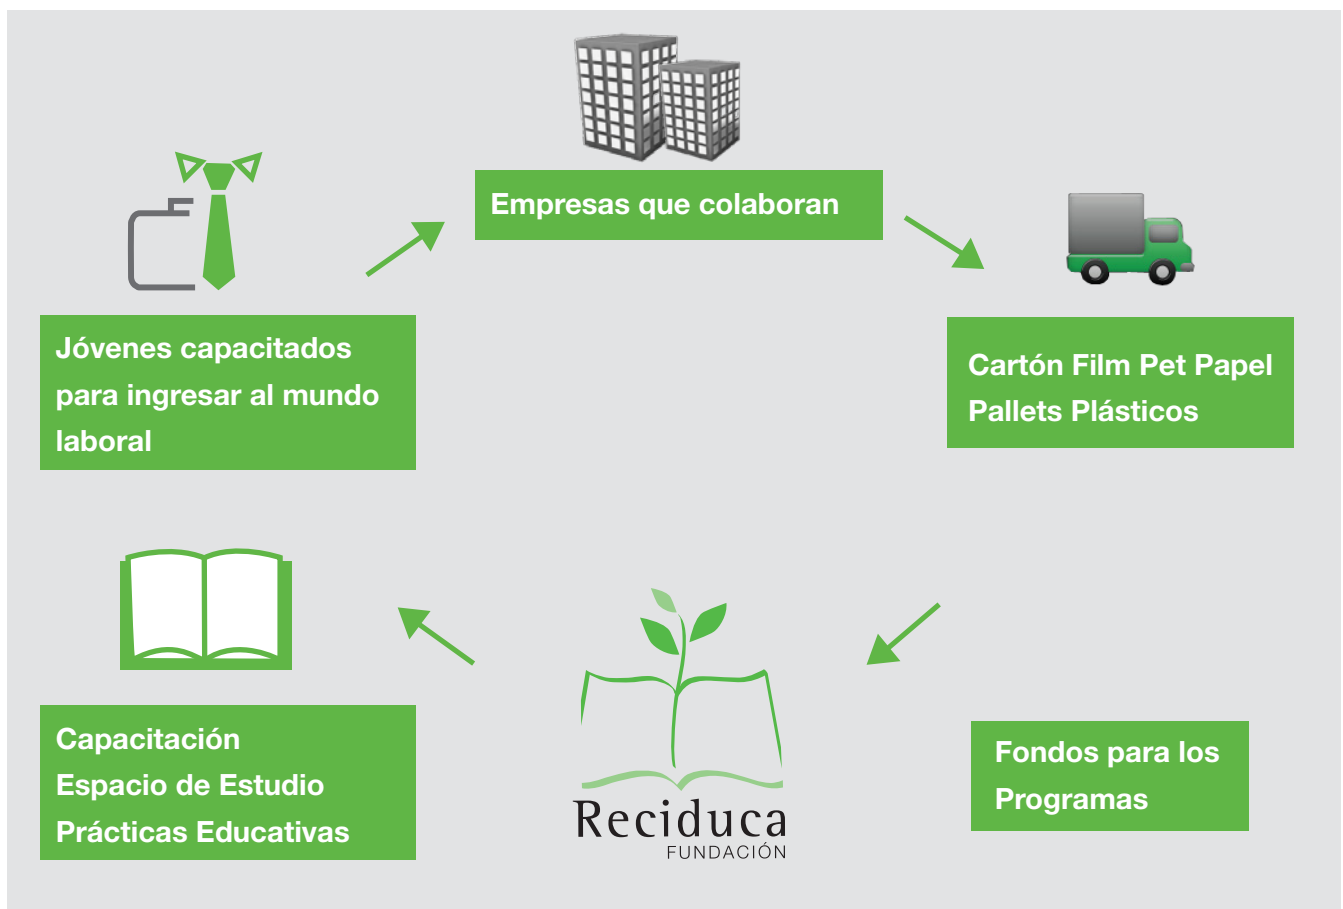 Empresas que colaboran
Jóvenes capacitados
para ingresar al mundo
laboral
Cartón Film Pet Papel
Pallets Plásticos
Capacitación
Espacio de Estudio
Prácticas Educativas
Reciduca
FUNDACIÓN
Fondos para los
Programas